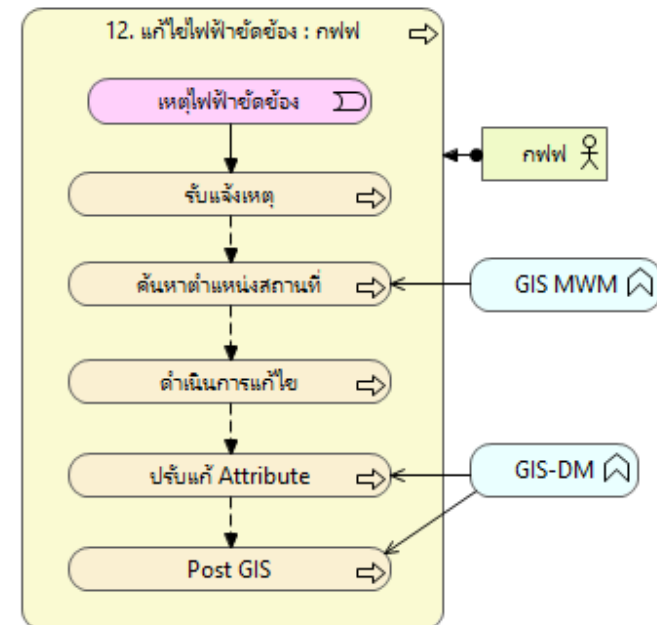 12. แก้ไขไฟฟ้าขัดข้อง : กฟฟ
เหตุไฟฟ้าขัดข้อง
กฟฟ
รับแจ้งเหตุ
ค้นหาตำแหน่งสถานที่
GIS MWM
ดำเนินการแก้ไข
ปรับแก้ Attribute
GIS-DM
Post GIS